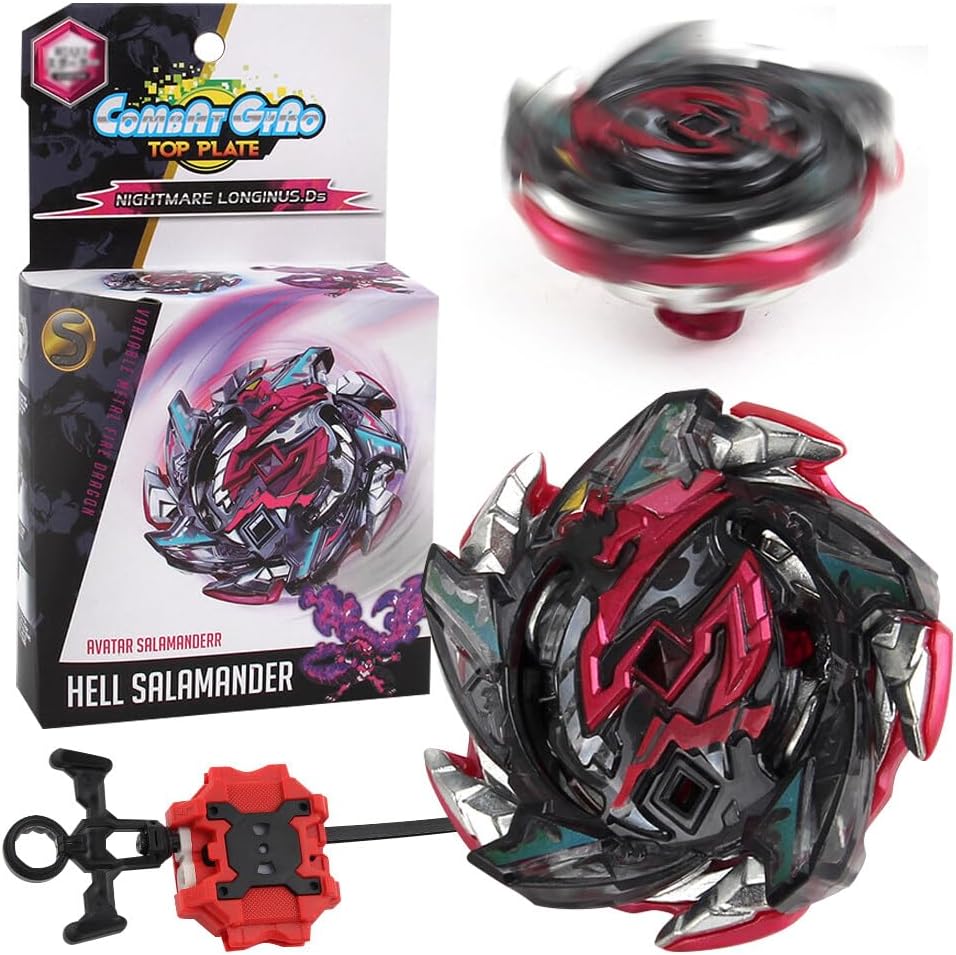 COMBAT GYRO
TOP PLATE
NIGHTMARE LONGINUS.Ds
S
VARIABLE METAL FIRE DRAGON
AVATAR SALAMANDERR
HELL SALAMANDER